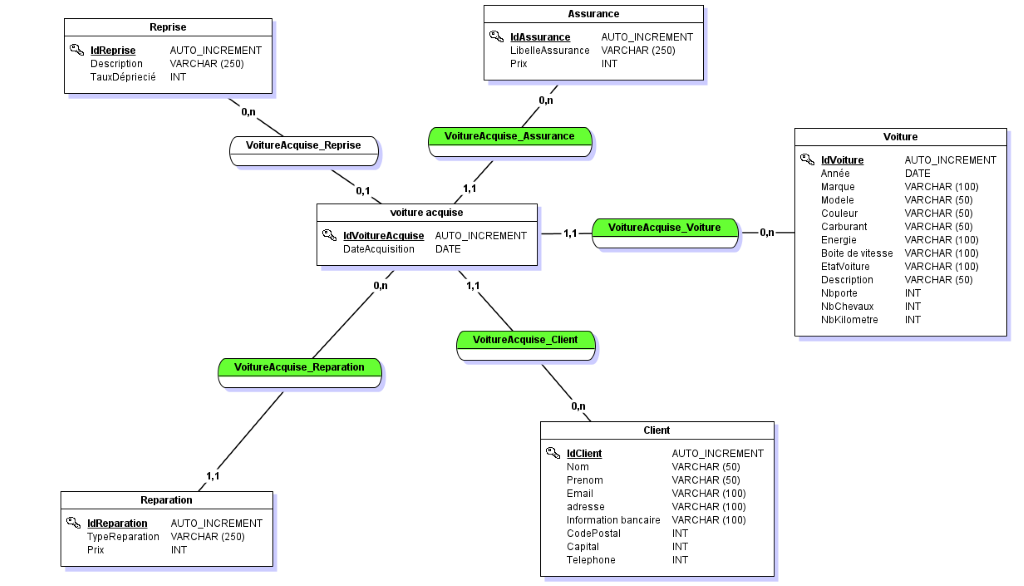 Reprise
IdReprise AUTO_INCREMENT
Description VARCHAR (250)
TauxDépriecié INT
Assurance
IdAssurance AUTO_INCREMENT
LibelleAssurance VARCHAR (250)
Prix INT
0,n
0,n
VoitureAcquise_Reprise
VoitureAcquise_Assurance
Voiture
IdVoiture AUTO_INCREMENT
Année DATE
Marque VARCHAR (100)
Modele VARCHAR (50)
Couleur VARCHAR (50)
Carburant VARCHAR (50)
Energie VARCHAR (100)
Boite de vitesse VARCHAR (100)
EtatVoiture VARCHAR (100)
Description VARCHAR (50)
Nbporte INT
NbChevaux INT
NbKilometre INT
0,1
1,1
voiture acquise
IdVoitureAcquise AUTO_INCREMENT
DateAcquisition DATE
1,1
VoitureAcquise_Voiture
0,n
0,n
1,1
VoitureAcquise_Client
VoitureAcquise_Reparation
0,n
1,1
Client
IdClient AUTO_INCREMENT
Nom VARCHAR (50)
Prenom VARCHAR (50)
Email VARCHAR (100)
adresse VARCHAR (100)
Information bancaire VARCHAR (100)
CodePostal INT
Capital INT
Telephone INT
Reparation
IdReparation AUTO_INCREMENT
TypeReparation VARCHAR (250)
Prix INT